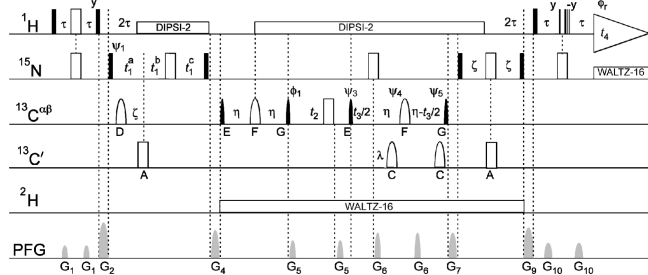 ¹H τ τ y 2τ DIPSI-2 DIPSI-2 2τ τ y -y τ φr t4
¹⁵N ψ1 t1ᵃ t1ᵇ t1ᶜ ζ ζ WALTZ-16
¹³Cαβ ζ η η ϕ1 t2 ψ3 t3/2 η ψ4 η-t3/2 ψ5
D E F G E F G
¹³C′ λ
A C C A
²H WALTZ-16
PFG
G1 G1 G2 G4 G5 G5 G6 G6 G7 G9 G10 G10